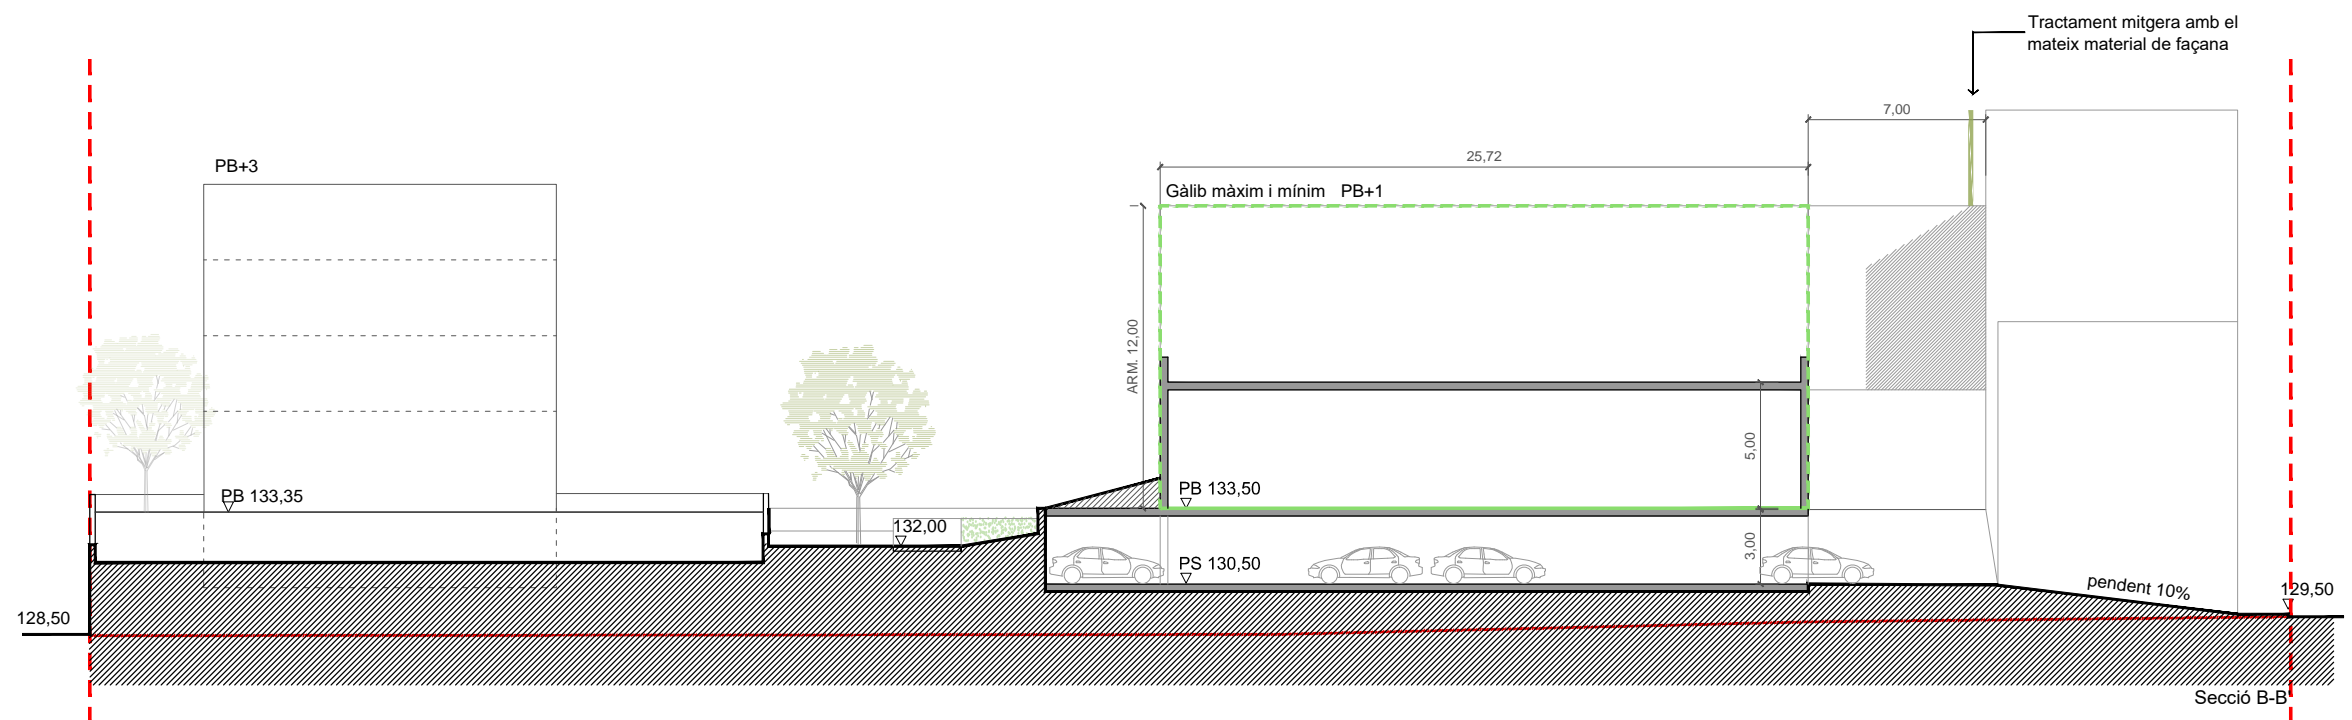 Tractament mitgera amb el
mateix material de façana
7,00
25,72
PB+3
Gàlib màxim i mínim PB+1
ARM. 12,00
5,00
PB 133,35
PB 133,50
132,00
3,00
PS 130,50
pendent 10%
129,50
128,50
Secció B-B'